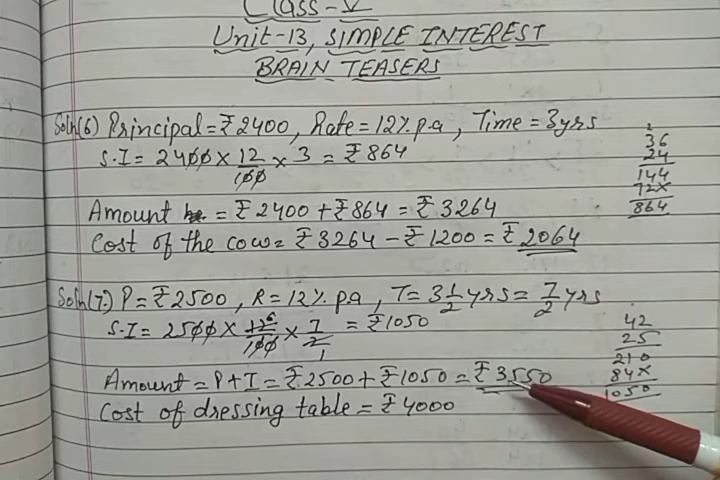 Class-V
Unit-13, SIMPLE INTEREST
BRAIN TEASERS
Soln(6) Principal = ₹2400, Rate = 12% p.a, Time = 3yrs
S.I = 2400 × 12/100 × 3 = ₹864
Amount = ₹2400 + ₹864 = ₹3264
Cost of the cow = ₹3264 - ₹1200 = ₹2064
2
36
24
144
72×
864
Soln(7) P = ₹2500, R = 12% p.a, T = 3 1/2 yrs = 7/2 yrs
S.I = 2500 × 12 6/100 × 7/2 1 = ₹1050
Amount = P+I = ₹2500 + ₹1050 = ₹3550
Cost of dressing table = ₹4000
42
25
210
84×
1050